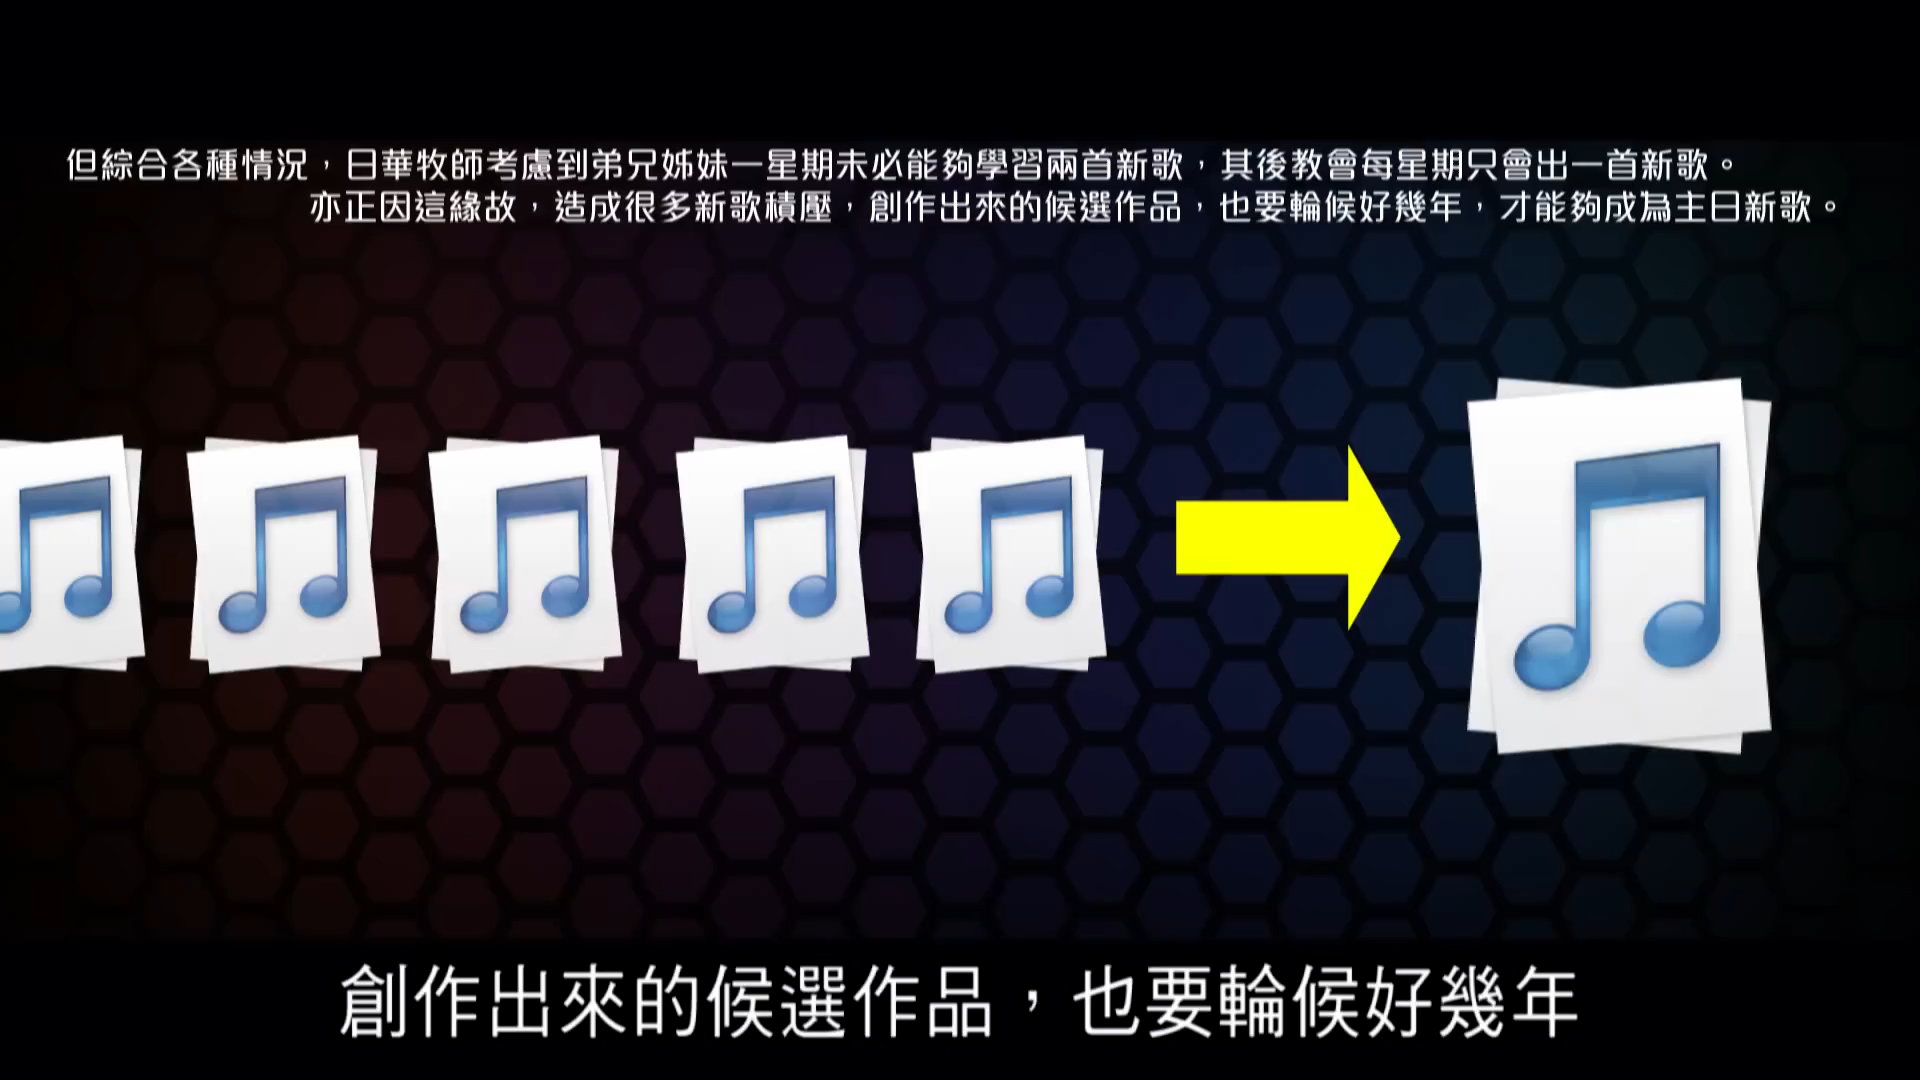 但綜合各種情況，日華牧師考慮到弟兄姊妹一星期未必能夠學習兩首新歌，其後教會每星期只會出一首新歌。
亦正因這緣故，造成很多新歌積壓，創作出來的候選作品，也要輪候好幾年，才能夠成為主日新歌。
創作出來的候選作品，也要輪候好幾年